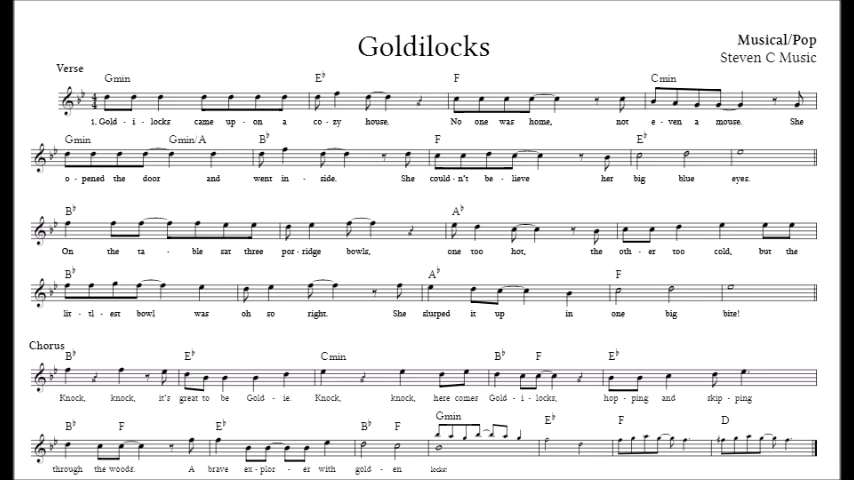 Goldilocks
Musical/Pop
Steven C Music
Verse
Gmin E♭ F Cmin
1. Gold - i - locks came up - on a co - zy house. No one was home, not e - ven a mouse. She
Gmin Gmin/A B♭ F E♭
o - pened the door and went in - side. She could - n't be - lieve her big blue eyes.
B♭ A♭
On the ta - ble sat three por - ridge bowls, one too hot, the oth - er too cold, but the
B♭ A♭ F
lit - tl - est bowl was oh so right. She slurped it up in one big bite!
Chorus
B♭ E♭ Cmin B♭ F E♭
Knock, knock, it's great to be Gold - ie. Knock, knock, here comes Gold - i - locks, hop - ping and skip - ping
B♭ F E♭ B♭ F Gmin E♭ F D
through the woods. A brave ex - plor - er with gold - en locks!